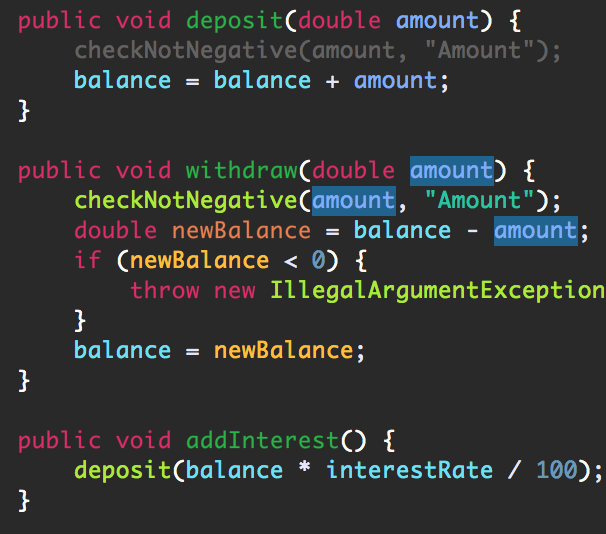 public void deposit(double amount) {
    checkNotNegative(amount, "Amount");
    balance = balance + amount;
}

public void withdraw(double amount) {
    checkNotNegative(amount, "Amount");
    double newBalance = balance - amount;
    if (newBalance < 0) {
        throw new IllegalArgumentException
    }
    balance = newBalance;
}

public void addInterest() {
    deposit(balance * interestRate / 100);
}